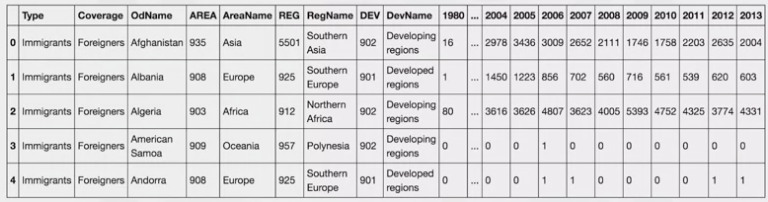 Type Coverage OdName AREA AreaName REG RegName DEV DevName 1980 ... 2004 2005 2006 2007 2008 2009 2010 2011 2012 2013
0 Immigrants Foreigners Afghanistan 935 Asia 5501 Southern Asia 902 Developing regions 16 ... 2978 3436 3009 2652 2111 1746 1758 2203 2635 2004
1 Immigrants Foreigners Albania 908 Europe 925 Southern Europe 901 Developed regions 1 ... 1450 1223 856 702 560 716 561 539 620 603
2 Immigrants Foreigners Algeria 903 Africa 912 Northern Africa 902 Developing regions 80 ... 3616 3626 4807 3623 4005 5393 4752 4325 3774 4331
3 Immigrants Foreigners American Samoa 909 Oceania 957 Polynesia 902 Developing regions 0 ... 0 0 1 0 0 0 0 0 0 0
4 Immigrants Foreigners Andorra 908 Europe 925 Southern Europe 901 Developed regions 0 ... 0 0 1 1 0 0 0 0 1 1